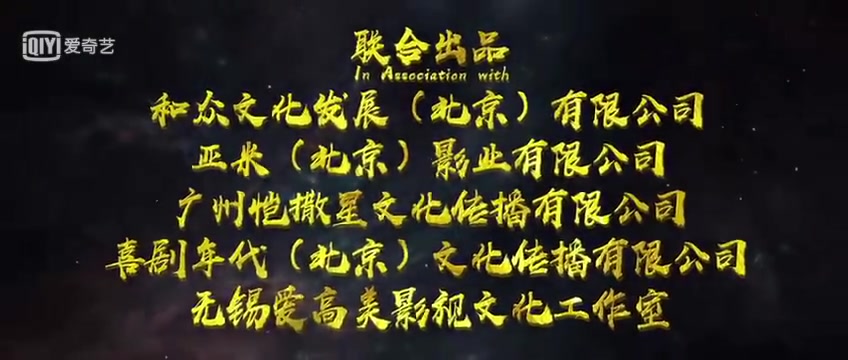 iQIYI 爱奇艺
联合出品
In Association with
和众文化发展（北京）有限公司
亚米（北京）影业有限公司
广州恺撒星文化传播有限公司
喜剧年代（北京）文化传播有限公司
无锡爱高美影视文化工作室